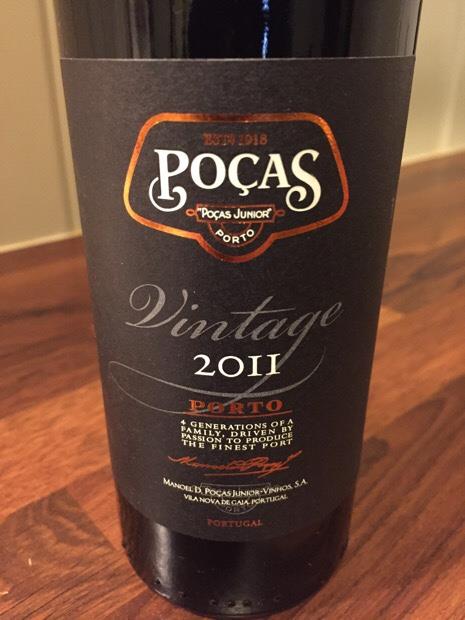 ESTD 1918
POÇAS
"POÇAS JUNIOR"
PORTO
Vintage
2011
PORTO
4 GENERATIONS OF A
FAMILY, DRIVEN BY
PASSION TO PRODUCE
THE FINEST PORT
MANOEL D. POÇAS JUNIOR-VINHOS, S.A.
VILA NOVA DE GAIA, PORTUGAL
PORTUGAL